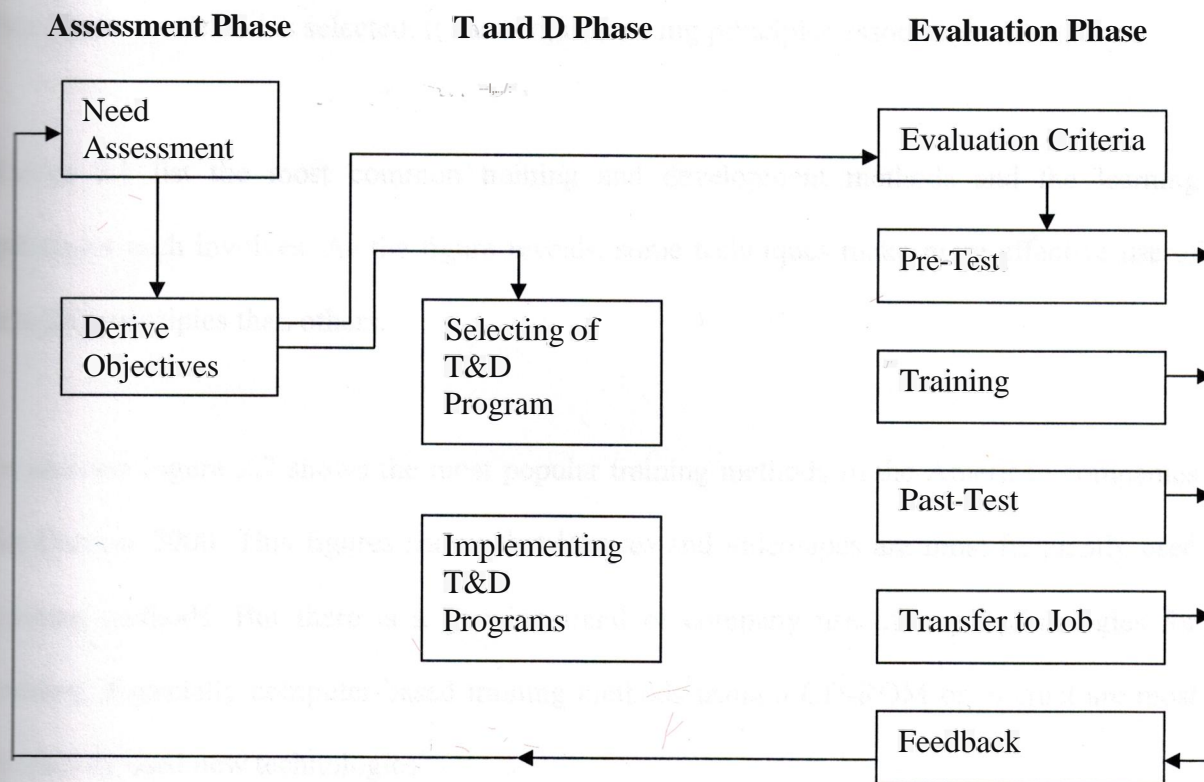 Assessment Phase
T and D Phase
Evaluation Phase
Need
Assessment
Derive
Objectives
Selecting of
T&D
Program
Implementing
T&D
Programs
Evaluation Criteria
Pre-Test
Training
Past-Test
Transfer to Job
Feedback